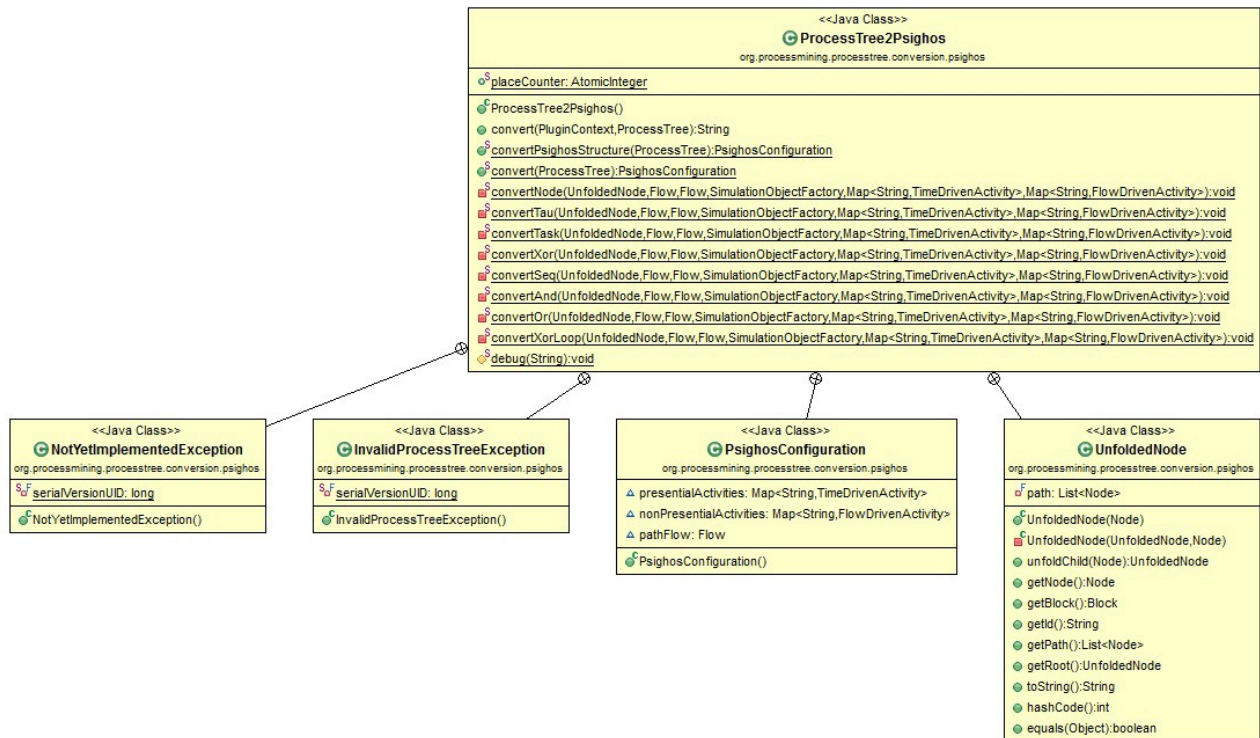 <<Java Class>>
ProcessTree2Psighos
org.processmining.processtree.conversion.psighos
placeCounter: AtomicInteger
ProcessTree2Psighos()
convert(PluginContext,ProcessTree):String
convertPsighosStructure(ProcessTree):PsighosConfiguration
convert(ProcessTree):PsighosConfiguration
convertNode(UnfoldedNode,Flow,Flow,SimulationObjectFactory,Map<String,TimeDrivenActivity>,Map<String,FlowDrivenActivity>):void
convertTau(UnfoldedNode,Flow,Flow,SimulationObjectFactory,Map<String,TimeDrivenActivity>,Map<String,FlowDrivenActivity>):void
convertTask(UnfoldedNode,Flow,Flow,SimulationObjectFactory,Map<String,TimeDrivenActivity>,Map<String,FlowDrivenActivity>):void
convertXor(UnfoldedNode,Flow,Flow,SimulationObjectFactory,Map<String,TimeDrivenActivity>,Map<String,FlowDrivenActivity>):void
convertSeq(UnfoldedNode,Flow,Flow,SimulationObjectFactory,Map<String,TimeDrivenActivity>,Map<String,FlowDrivenActivity>):void
convertAnd(UnfoldedNode,Flow,Flow,SimulationObjectFactory,Map<String,TimeDrivenActivity>,Map<String,FlowDrivenActivity>):void
convertOr(UnfoldedNode,Flow,Flow,SimulationObjectFactory,Map<String,TimeDrivenActivity>,Map<String,FlowDrivenActivity>):void
convertXorLoop(UnfoldedNode,Flow,Flow,SimulationObjectFactory,Map<String,TimeDrivenActivity>,Map<String,FlowDrivenActivity>):void
debug(String):void
<<Java Class>>
NotYetImplementedException
org.processmining.processtree.conversion.psighos
serialVersionUID: long
NotYetImplementedException()
<<Java Class>>
InvalidProcessTreeException
org.processmining.processtree.conversion.psighos
serialVersionUID: long
InvalidProcessTreeException()
<<Java Class>>
PsighosConfiguration
org.processmining.processtree.conversion.psighos
presentialActivities: Map<String,TimeDrivenActivity>
nonPresentialActivities: Map<String,FlowDrivenActivity>
pathFlow: Flow
PsighosConfiguration()
<<Java Class>>
UnfoldedNode
org.processmining.processtree.conversion.psighos
path: List<Node>
UnfoldedNode(Node)
UnfoldedNode(UnfoldedNode,Node)
unfoldChild(Node):UnfoldedNode
getNode():Node
getBlock():Block
getId():String
getPath():List<Node>
getRoot():UnfoldedNode
toString():String
hashCode():int
equals(Object):boolean